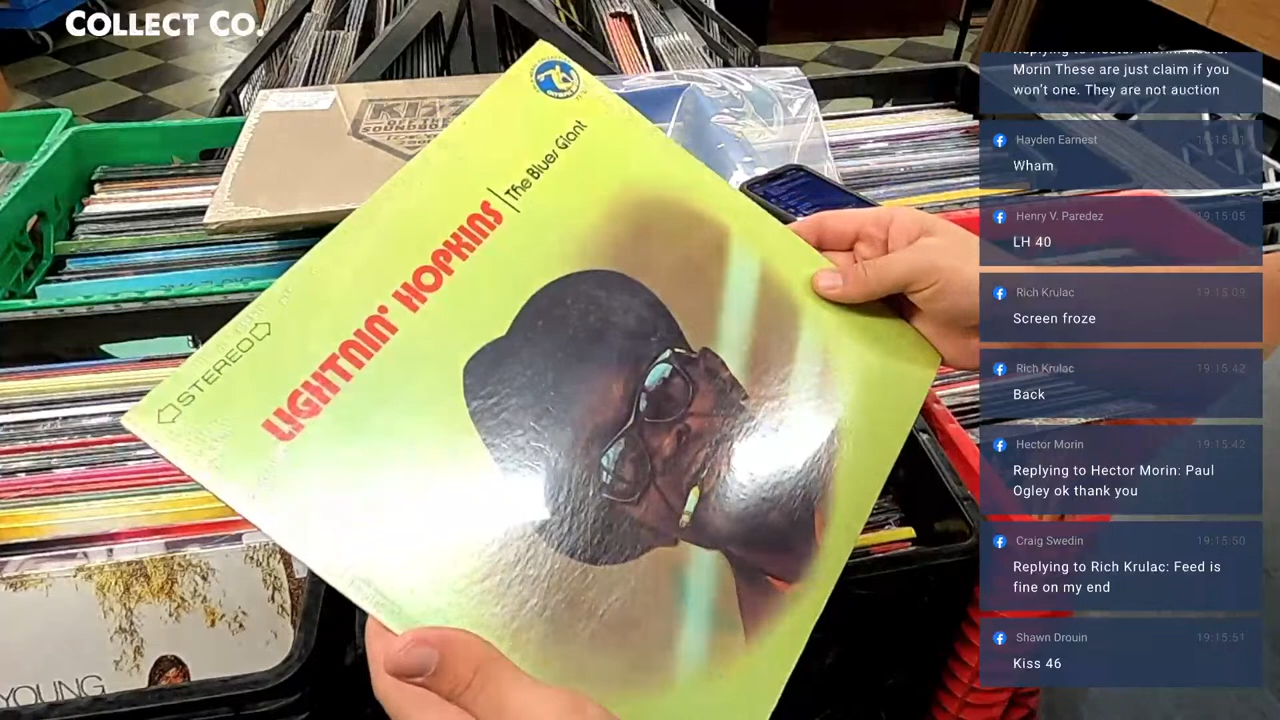 COLLECT CO.
KISS
OFF THE
SOUNDBOARD
LIGHTNIN' HOPKINS | The Blues Giant
STEREO
YOUNG
Morin These are just claim if you
won't one. They are not auction
Hayden Earnest
Wham
Henry V. Paredez 19:15:05
LH 40
Rich Krulac 19:15:09
Screen froze
Rich Krulac 19:15:42
Back
Hector Morin 19:15:42
Replying to Hector Morin: Paul
Ogley ok thank you
Craig Swedin 19:15:50
Replying to Rich Krulac: Feed is
fine on my end
Shawn Drouin 19:15:51
Kiss 46